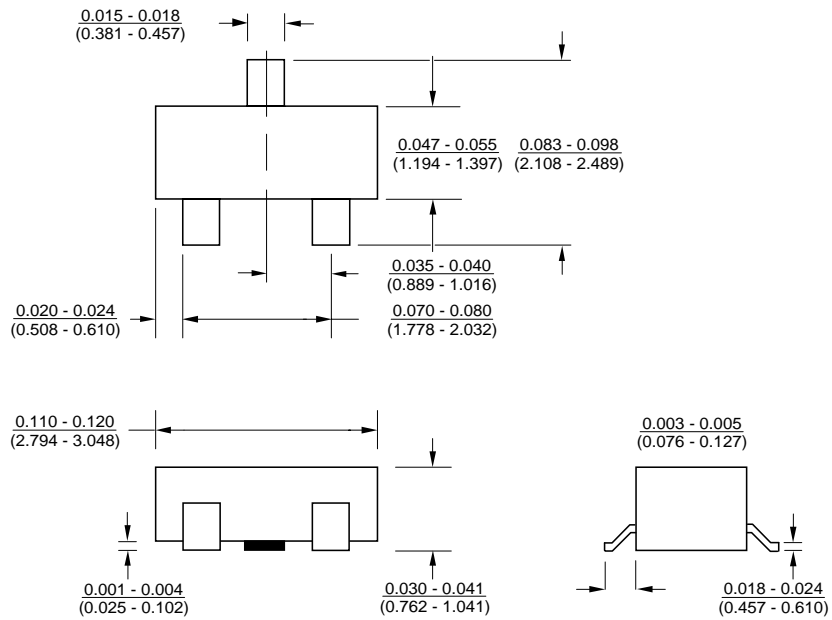 0.015 - 0.018
(0.381 - 0.457)
0.047 - 0.055
(1.194 - 1.397)
0.083 - 0.098
(2.108 - 2.489)
0.035 - 0.040
(0.889 - 1.016)
0.020 - 0.024
(0.508 - 0.610)
0.070 - 0.080
(1.778 - 2.032)
0.110 - 0.120
(2.794 - 3.048)
0.003 - 0.005
(0.076 - 0.127)
0.001 - 0.004
(0.025 - 0.102)
0.030 - 0.041
(0.762 - 1.041)
0.018 - 0.024
(0.457 - 0.610)